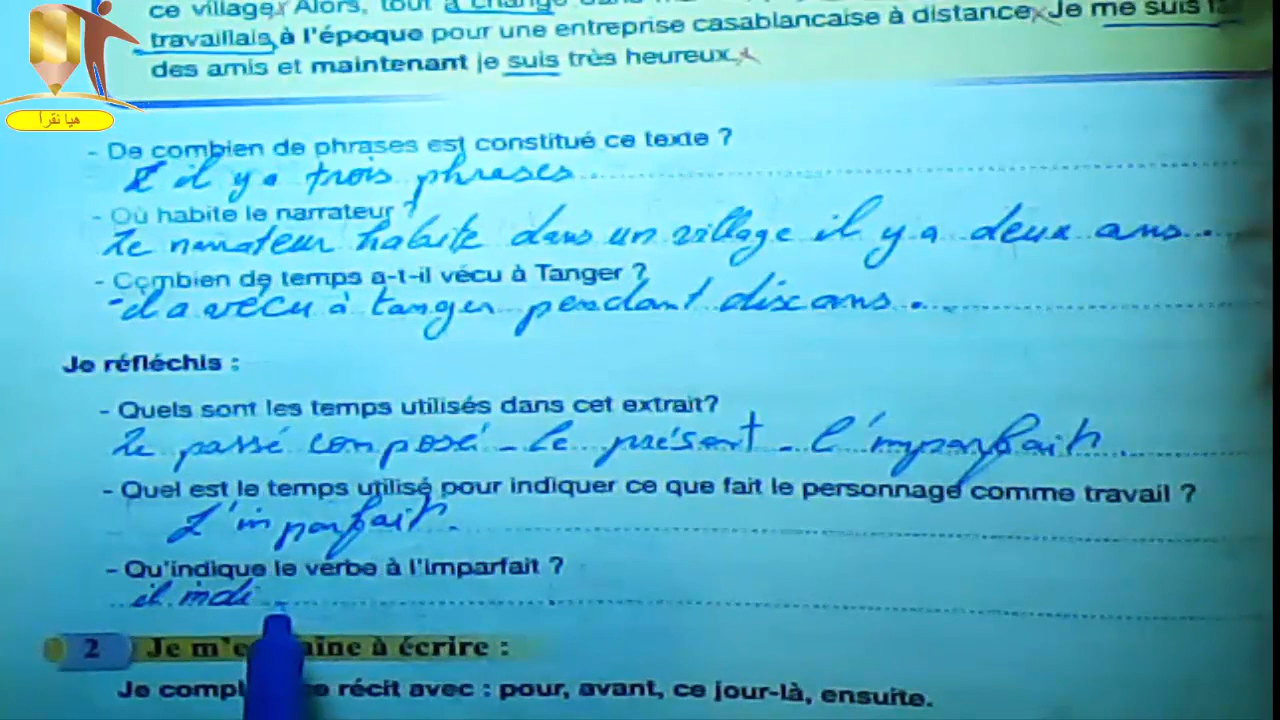 ce village. Alors, tout a changé
travaillais à l'époque pour une entreprise casablancaise à distance. Je me suis
des amis et maintenant je suis très heureux.
هيا نقرأ
- De combien de phrases est constitué ce texte ?
il y a trois phrases
- Où habite le narrateur ?
Le narrateur habite dans un village il y a deux ans.
- Combien de temps a-t-il vécu à Tanger ?
- il a vécu à tanger pendant dix ans.
Je réfléchis :
- Quels sont les temps utilisés dans cet extrait?
Le passé composé - le présent - l'imparfait.
- Quel est le temps utilisé pour indiquer ce que fait le personnage comme travail ?
L'imparfait.
- Qu'indique le verbe à l'imparfait ?
il indi
2 Je m'e aîne à écrire :
Je compl récit avec : pour, avant, ce jour-là, ensuite.